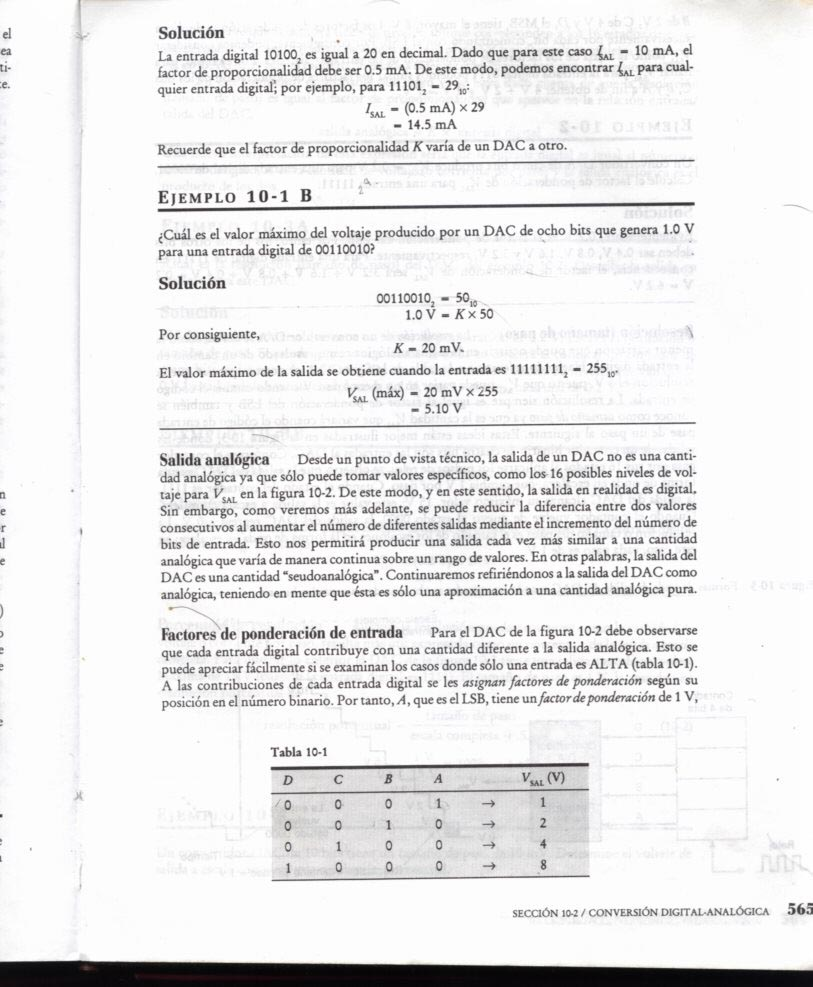 Solución
La entrada digital 10100₂ es igual a 20 en decimal. Dado que para este caso I_SAL = 10 mA, el
factor de proporcionalidad debe ser 0.5 mA. De este modo, podemos encontrar I_SAL para cual-
quier entrada digital; por ejemplo, para 11101₂ = 29₁₀:
I_SAL = (0.5 mA) × 29
= 14.5 mA
Recuerde que el factor de proporcionalidad K varía de un DAC a otro.
EJEMPLO 10-1 B
¿Cuál es el valor máximo del voltaje producido por un DAC de ocho bits que genera 1.0 V
para una entrada digital de 00110010?
Solución
00110010₂ = 50₁₀
1.0 V = K × 50
Por consiguiente,
K = 20 mV.
El valor máximo de la salida se obtiene cuando la entrada es 11111111₂ = 255₁₀.
V_SAL (máx) = 20 mV × 255
= 5.10 V
Salida analógica Desde un punto de vista técnico, la salida de un DAC no es una canti-
dad analógica ya que sólo puede tomar valores específicos, como los 16 posibles niveles de vol-
taje para V_SAL en la figura 10-2. De este modo, y en este sentido, la salida en realidad es digital.
Sin embargo, como veremos más adelante, se puede reducir la diferencia entre dos valores
consecutivos al aumentar el número de diferentes salidas mediante el incremento del número de
bits de entrada. Esto nos permitirá producir una salida cada vez más similar a una cantidad
analógica que varía de manera continua sobre un rango de valores. En otras palabras, la salida del
DAC es una cantidad “seudoanalógica”. Continuaremos refiriéndonos a la salida del DAC como
analógica, teniendo en mente que ésta es sólo una aproximación a una cantidad analógica pura.
Factores de ponderación de entrada Para el DAC de la figura 10-2 debe observarse
que cada entrada digital contribuye con una cantidad diferente a la salida analógica. Esto se
puede apreciar fácilmente si se examinan los casos donde sólo una entrada es ALTA (tabla 10-1).
A las contribuciones de cada entrada digital se les asignan factores de ponderación según su
posición en el número binario. Por tanto, A, que es el LSB, tiene un factor de ponderación de 1 V,
Tabla 10-1
D C B A V_SAL (V)
0 0 0 1 → 1
0 0 1 0 → 2
0 1 0 0 → 4
1 0 0 0 → 8
SECCIÓN 10-2 / CONVERSIÓN DIGITAL-ANALÓGICA 565